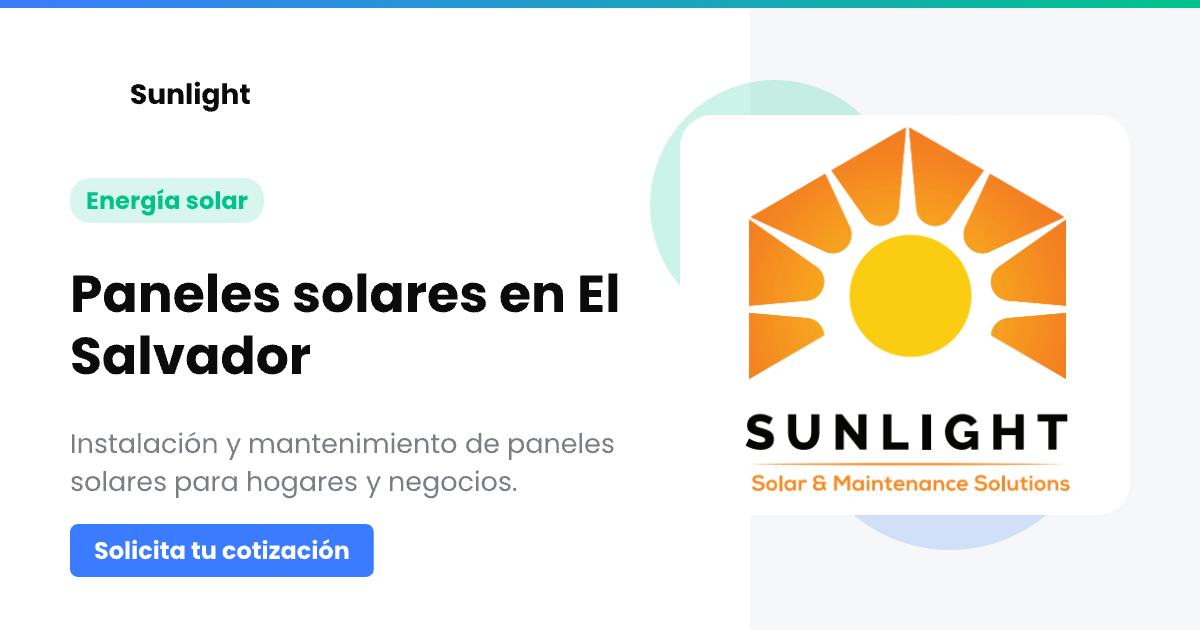 Sunlight
Energía solar
Paneles solares en El
Salvador
Instalación y mantenimiento de paneles
solares para hogares y negocios.
Solicita tu cotización
SUNLIGHT
Solar & Maintenance Solutions